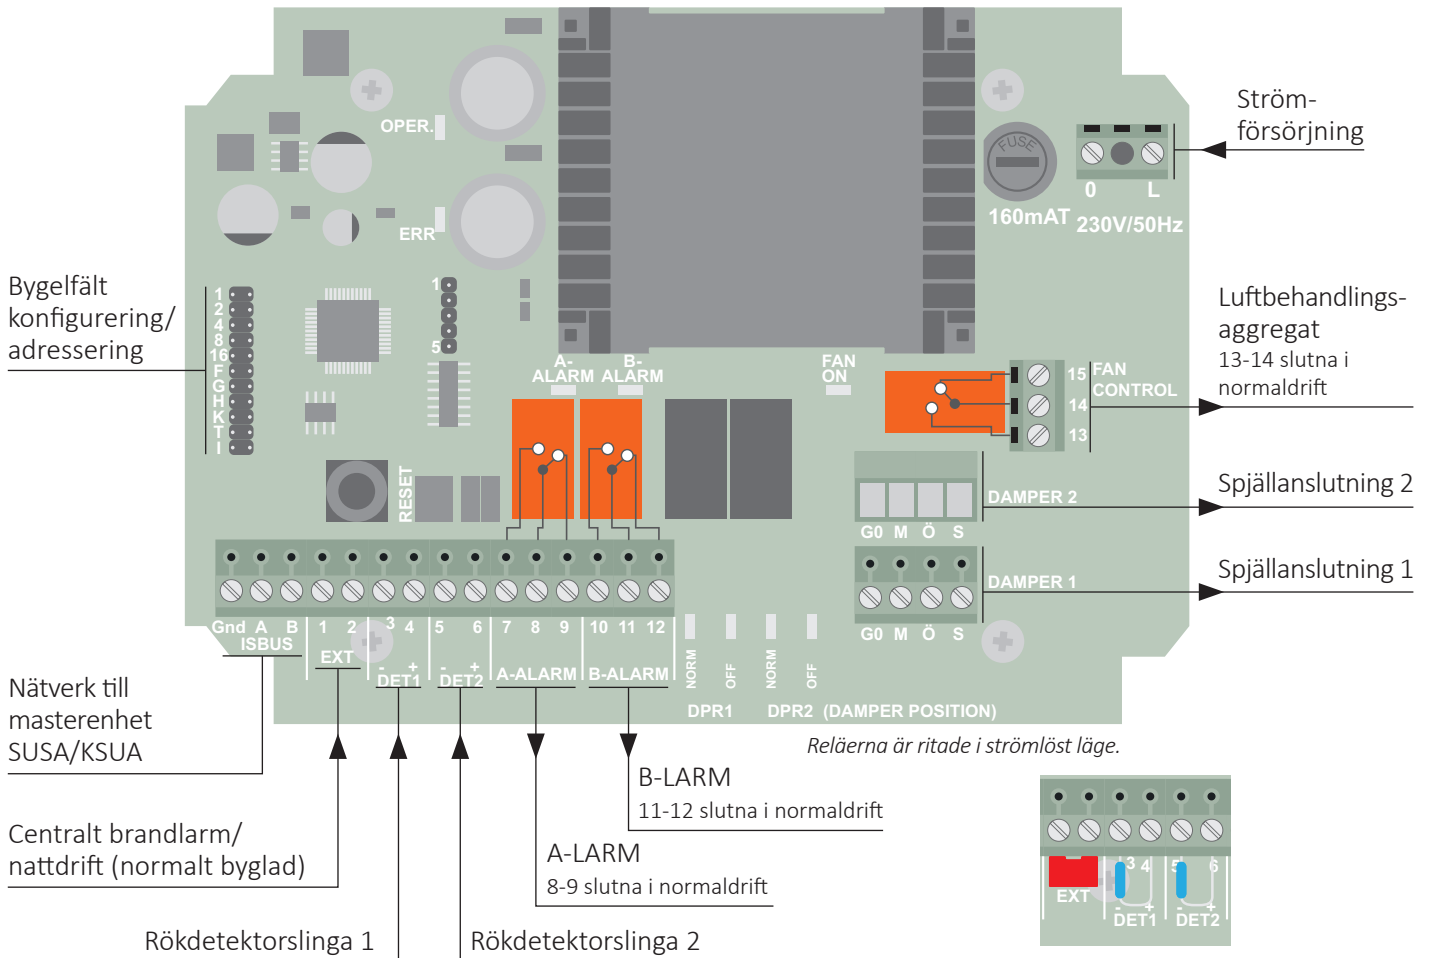 OPER.
ERR
FUSE
160mAT
0
L
230V/50Hz
Ström-
försörjning
Bygelfält
konfigurering/
adressering
1
2
4
8
16
F
G
H
K
T
I
1
5
A-
ALARM
B-
ALARM
FAN
ON
15
14
13
FAN
CONTROL
Luftbehandlings-
aggregat
13-14 slutna i
normaldrift
RESET
DAMPER 2
G0 M Ö S
Spjällanslutning 2
DAMPER 1
G0 M Ö S
Spjällanslutning 1
Gnd A B 1 2 3 4 5 6 7 8 9 10 11 12
ISBUS
EXT
- +
DET1
- +
DET2
A-ALARM
B-ALARM
NORM
OFF
NORM
OFF
DPR1
DPR2 (DAMPER POSITION)
Reläerna är ritade i strömlöst läge.
Nätverk till
masterenhet
SUSA/KSUA
Centralt brandlarm/
nattdrift (normalt byglad)
Rökdetektorslinga 1
Rökdetektorslinga 2
A-LARM
8-9 slutna i normaldrift
B-LARM
11-12 slutna i normaldrift
3 4 5 6
EXT
- +
DET1
- +
DET2